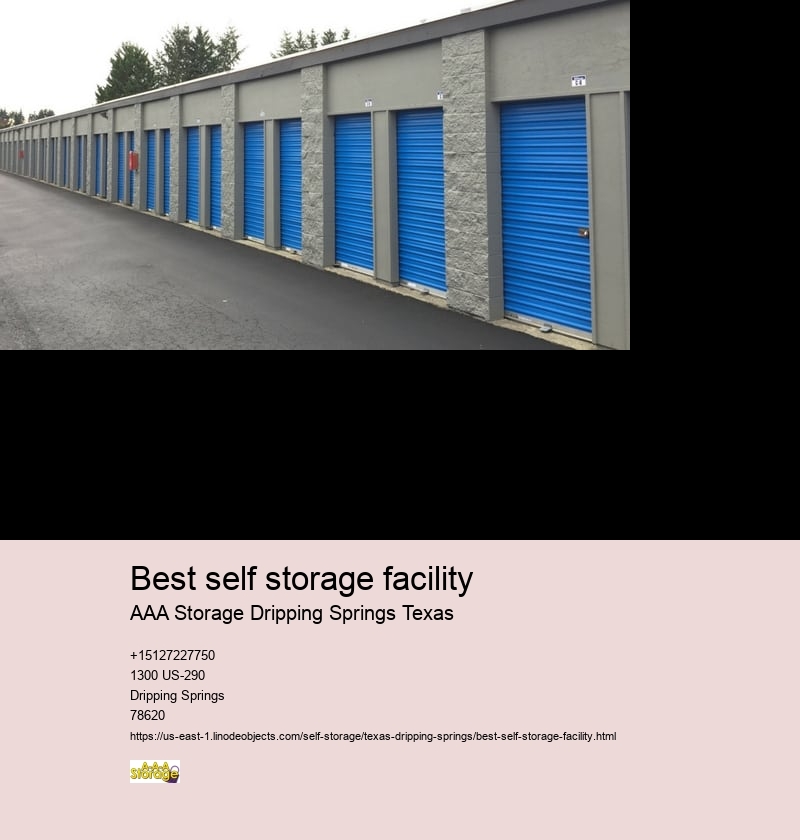 Best self storage facility
AAA Storage Dripping Springs Texas
+15127227750
1300 US-290
Dripping Springs
78620
https://us-east-1.linodeobjects.com/self-storage/texas-dripping-springs/best-self-storage-facility.html
A-A-A
Storage